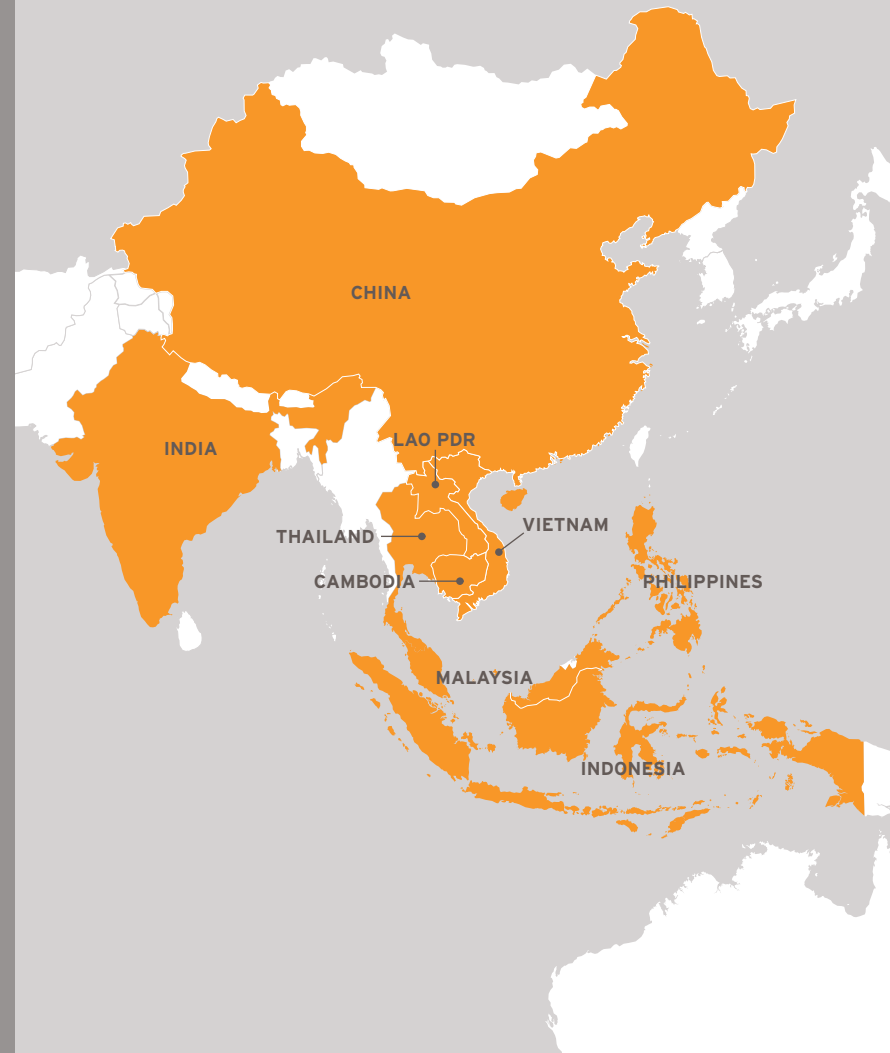 CHINA
LAO PDR
INDIA
VIETNAM
THAILAND
CAMBODIA
PHILIPPINES
MALAYSIA
INDONESIA